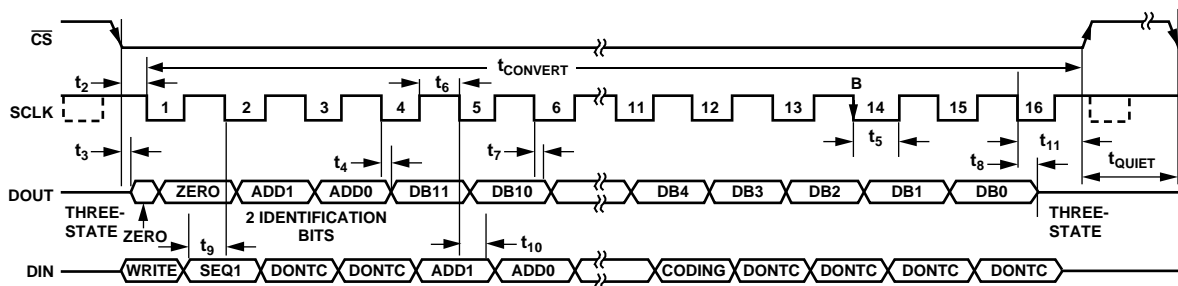 CS
tCONVERT
t2
t6
B
SCLK
1 2 3 4 5 6 11 12 13 14 15 16
t3
t4
t7
t5
t8
t11
tQUIET
DOUT
ZERO ADD1 ADD0 DB11 DB10 DB4 DB3 DB2 DB1 DB0
THREE-
STATE
ZERO
2 IDENTIFICATION
BITS
THREE-
STATE
t9
t10
DIN
WRITE SEQ1 DONTC DONTC ADD1 ADD0 CODING DONTC DONTC DONTC DONTC